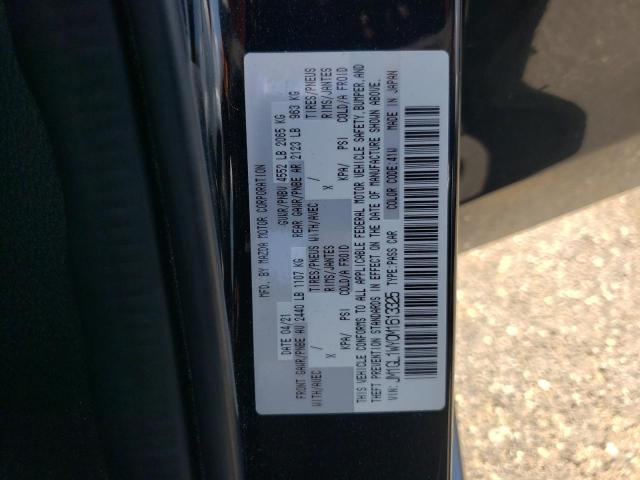 MFD. BY MAZDA MOTOR CORPORATION
DATE 04/21 GVWR/PNBV 4552 LB 2065 KG
FRONT GAWR/PNBE AV 2440 LB 1107 KG REAR GAWR/PNBE AR 2123 LB 963 KG
WITH/AVEC TIRES/PNEUS WITH/AVEC TIRES/PNEUS
X RIMS/JANTES X / RIMS/JANTES
KPA/ PSI COLD/A FROID KPA/ PSI COLD/A FROID
THIS VEHICLE CONFORMS TO ALL APPLICABLE FEDERAL MOTOR VEHICLE SAFETY, BUMPER, AND
THEFT PREVENTION STANDARDS IN EFFECT ON THE DATE OF MANUFACTURE SHOWN ABOVE.
VIN: JM1GL1WY0M1613325 TYPE:PASS CAR COLOR CODE:41W MADE IN JAPAN